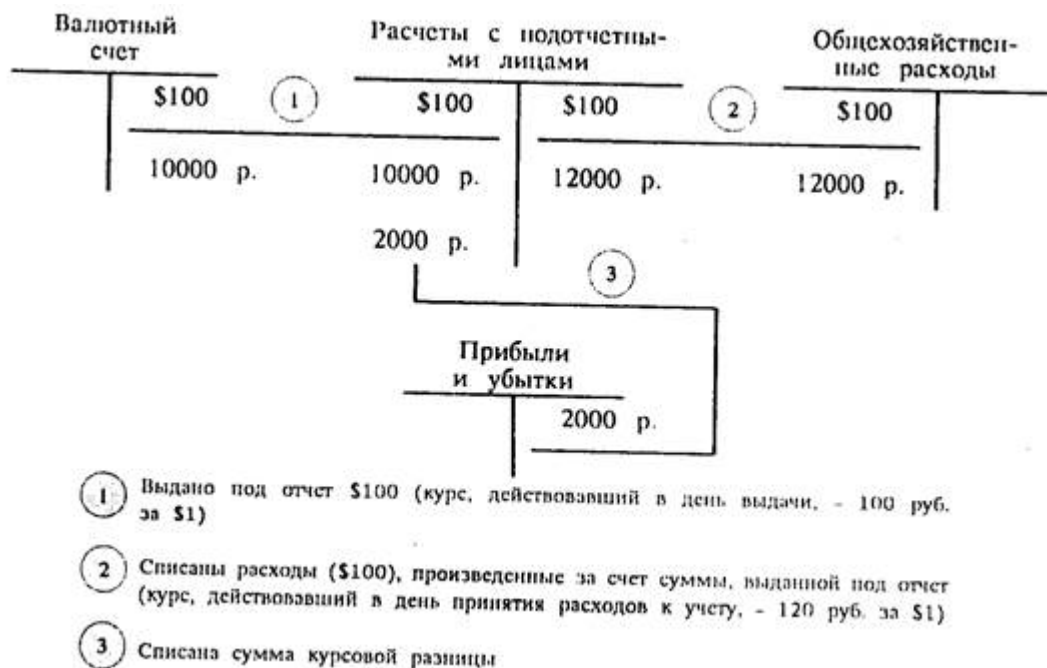 Валютный
счет
Расчеты с подотчетны-
ми лицами
Общехозяйствен-
ные расходы
$100
1
$100
$100
2
$100
10000 р.
10000 р.
12000 р.
12000 р.
2000 р.
3
Прибыли
и убытки
2000 р.
1 Выдано под отчет $100 (курс, действовавший в день выдачи, - 100 руб.
за $1)
2 Списаны расходы ($100), произведенные за счет суммы, выданной под отчет
(курс, действовавший в день принятия расходов к учету, - 120 руб. за $1)
3 Списана сумма курсовой разницы